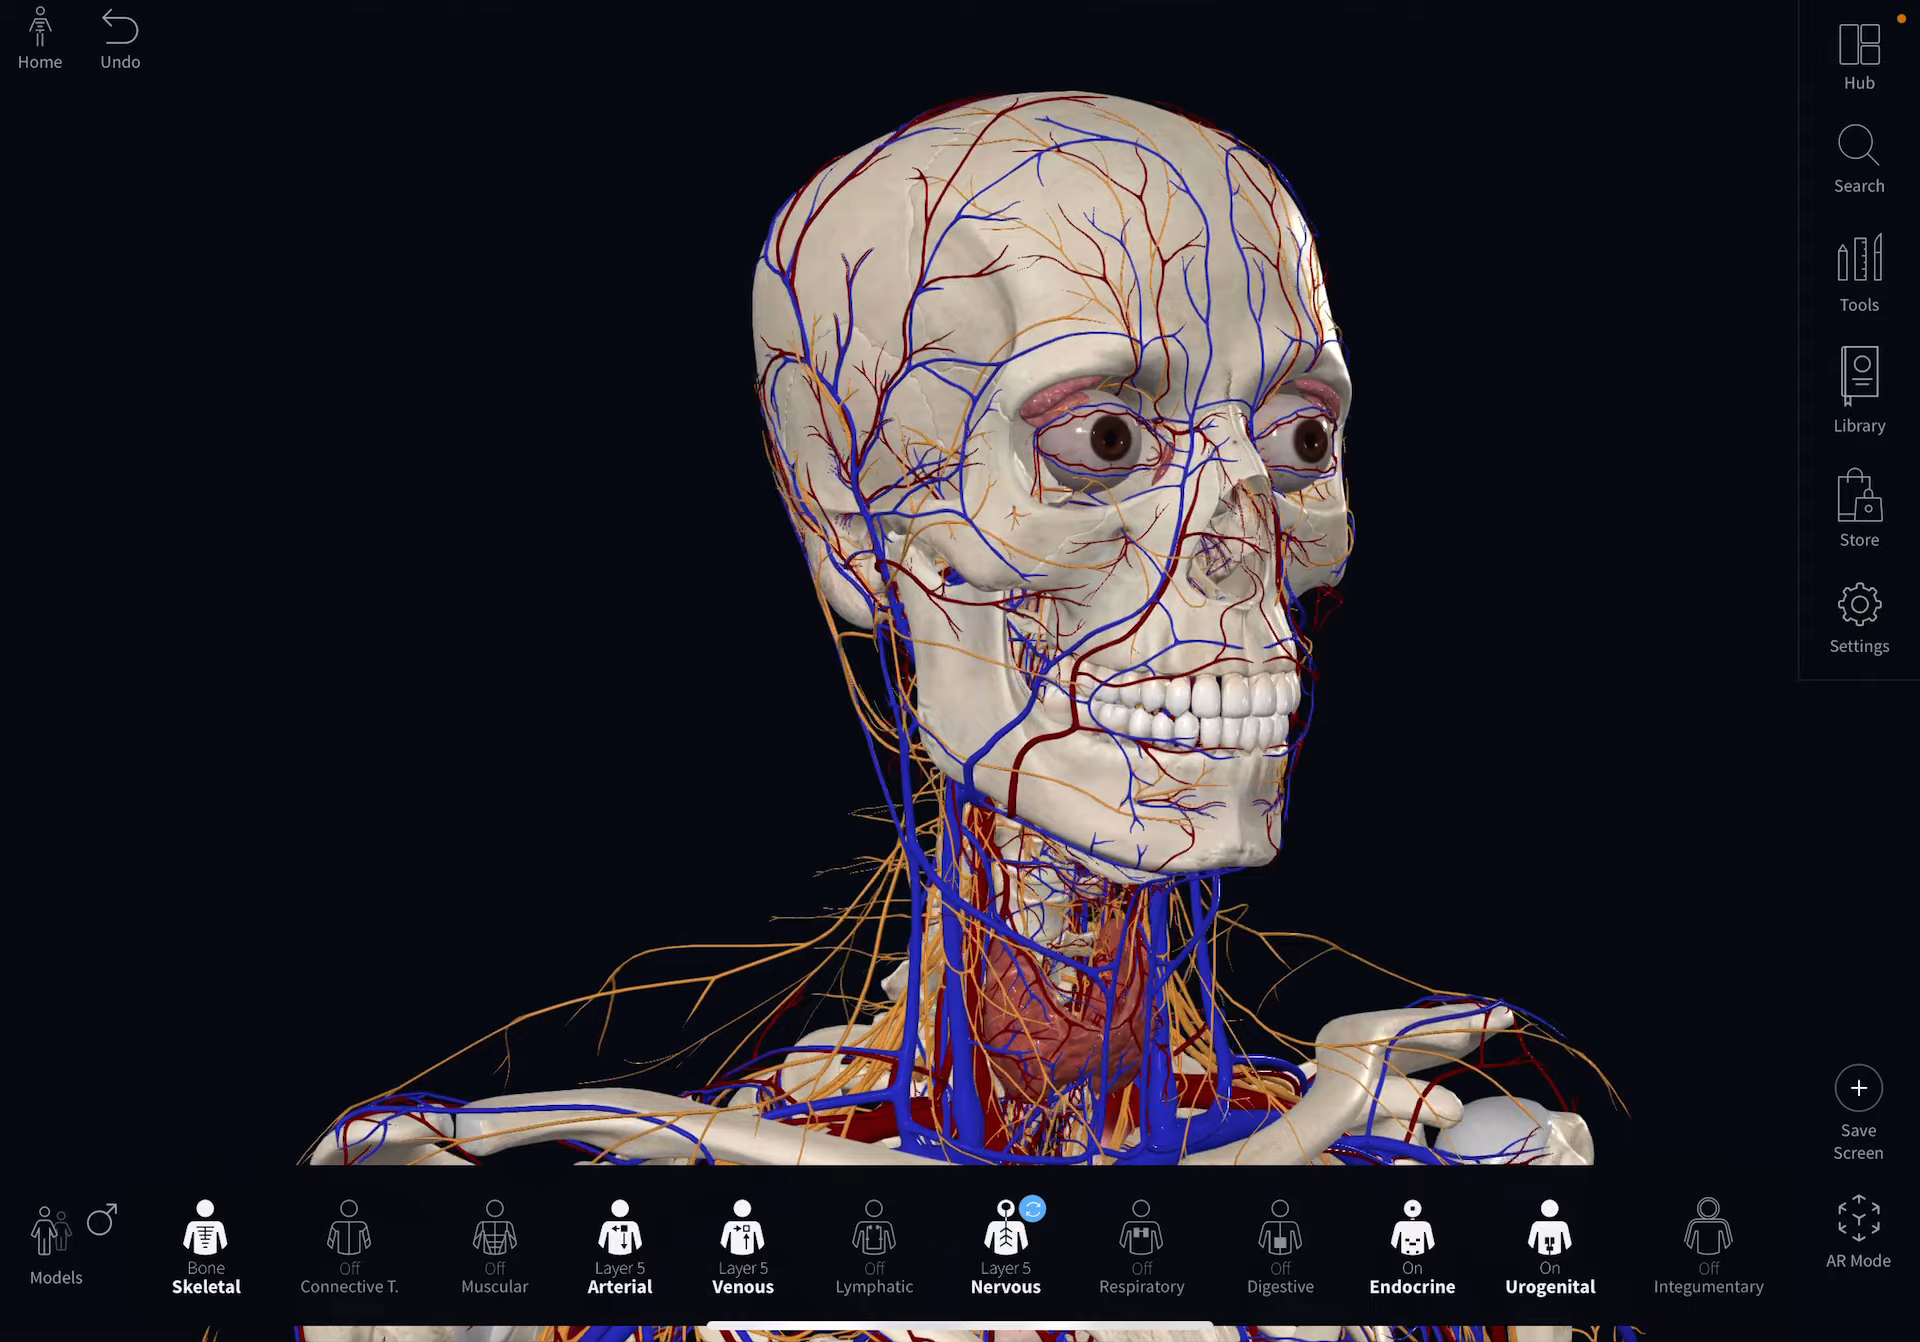 Home
Undo
Hub
Search
Tools
Library
Store
Settings
Save
Screen
AR Mode
Models
Bone
Skeletal
Off
Connective T.
Off
Muscular
Layer 5
Arterial
Layer 5
Venous
Off
Lymphatic
Layer 5
Nervous
Off
Respiratory
Off
Digestive
On
Endocrine
On
Urogenital
Off
Integumentary